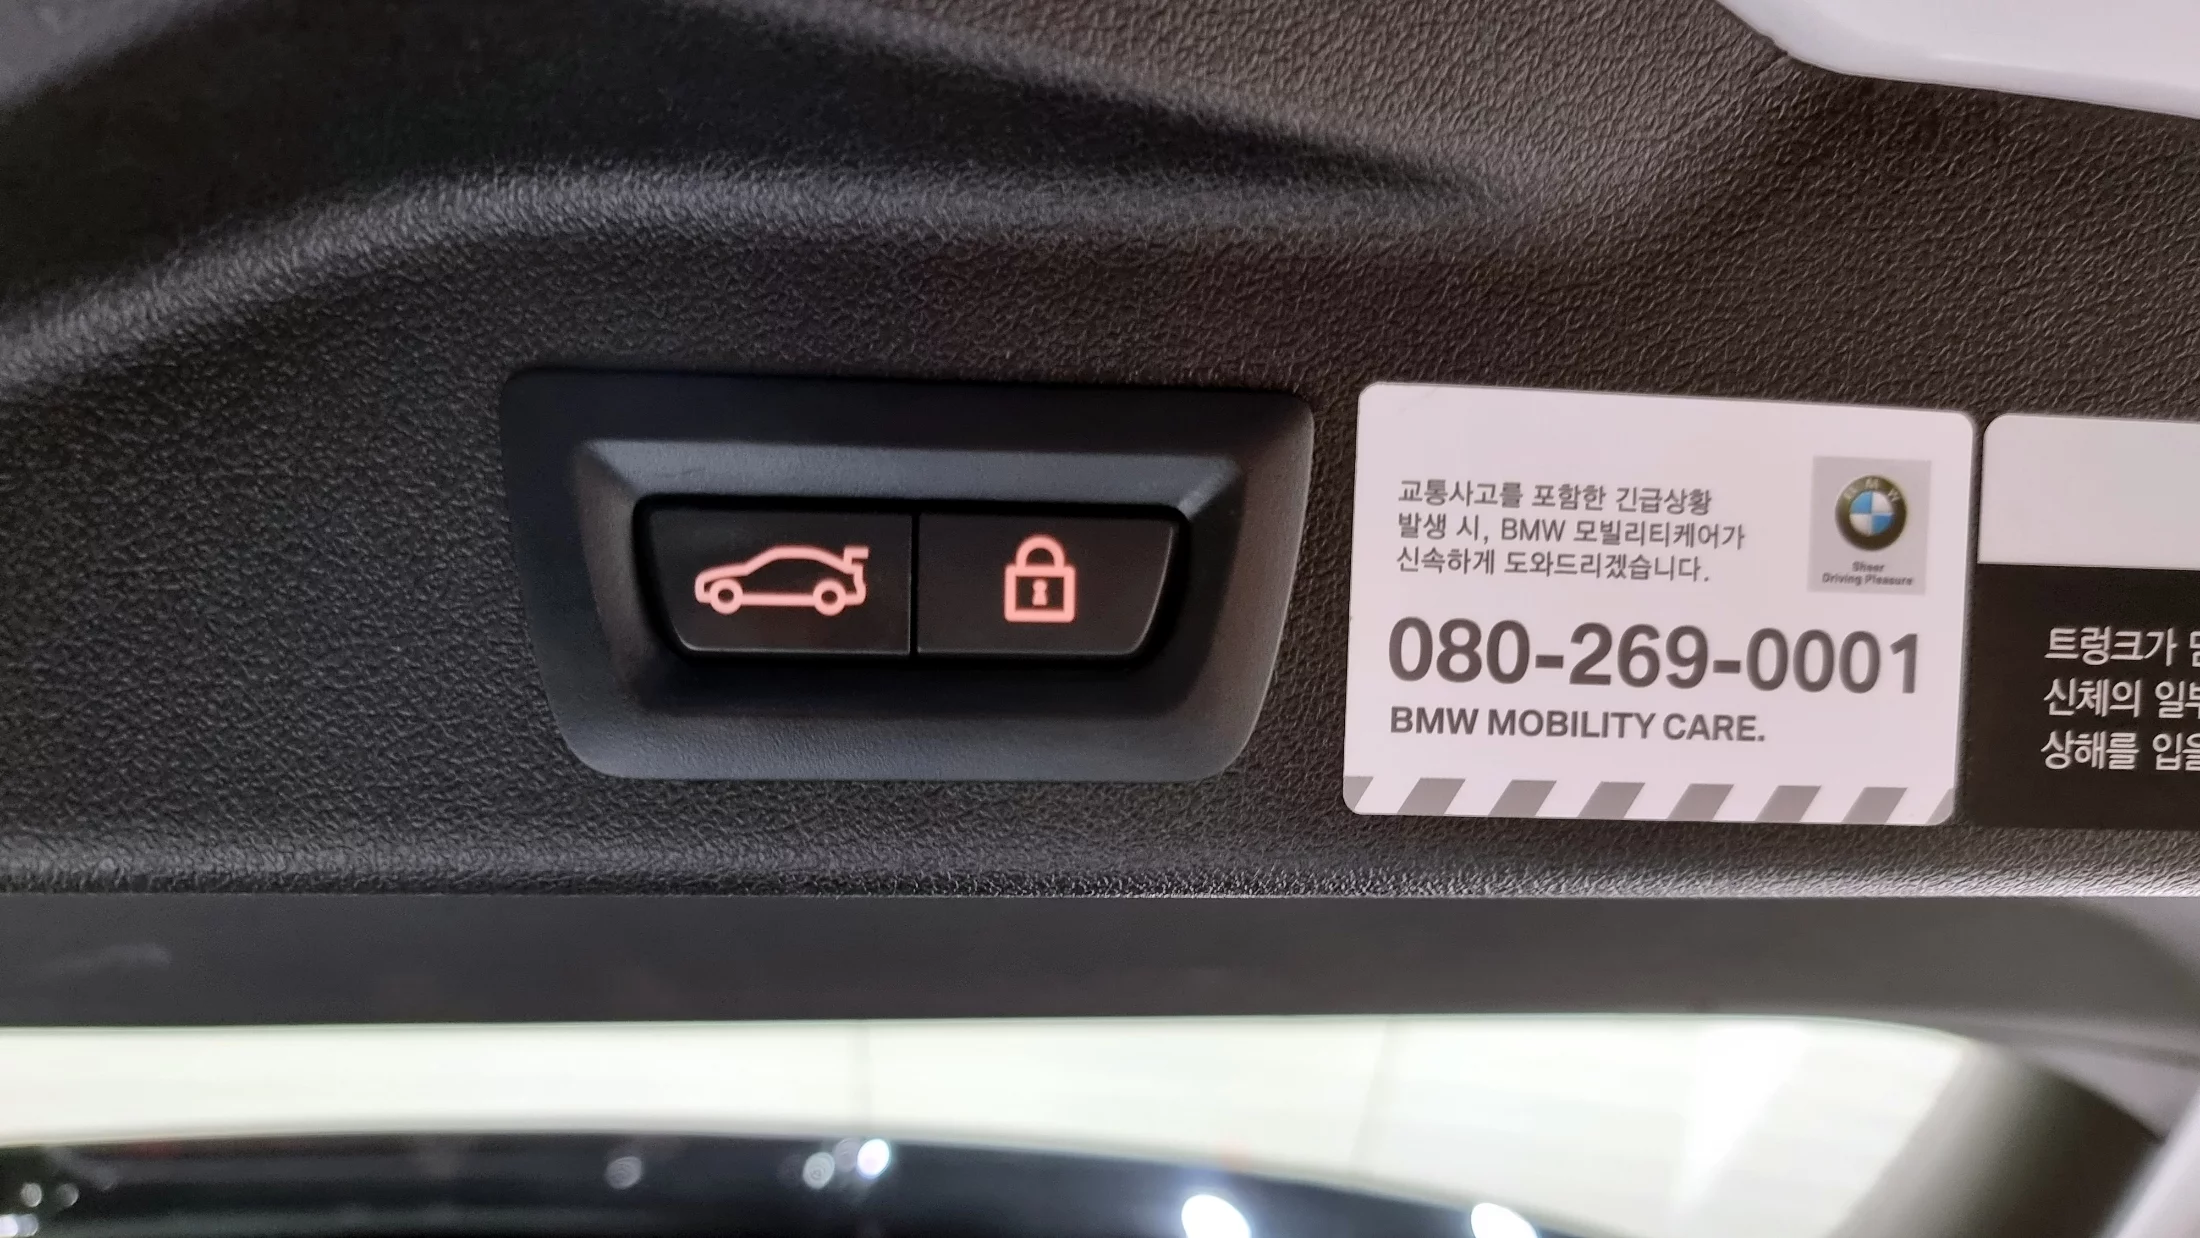 교통사고를 포함한 긴급상황
발생 시, BMW 모빌리티케어가
신속하게 도와드리겠습니다.
BMW
Sheer
Driving Pleasure
080-269-0001
BMW MOBILITY CARE.
트렁크가
신체의
상해를